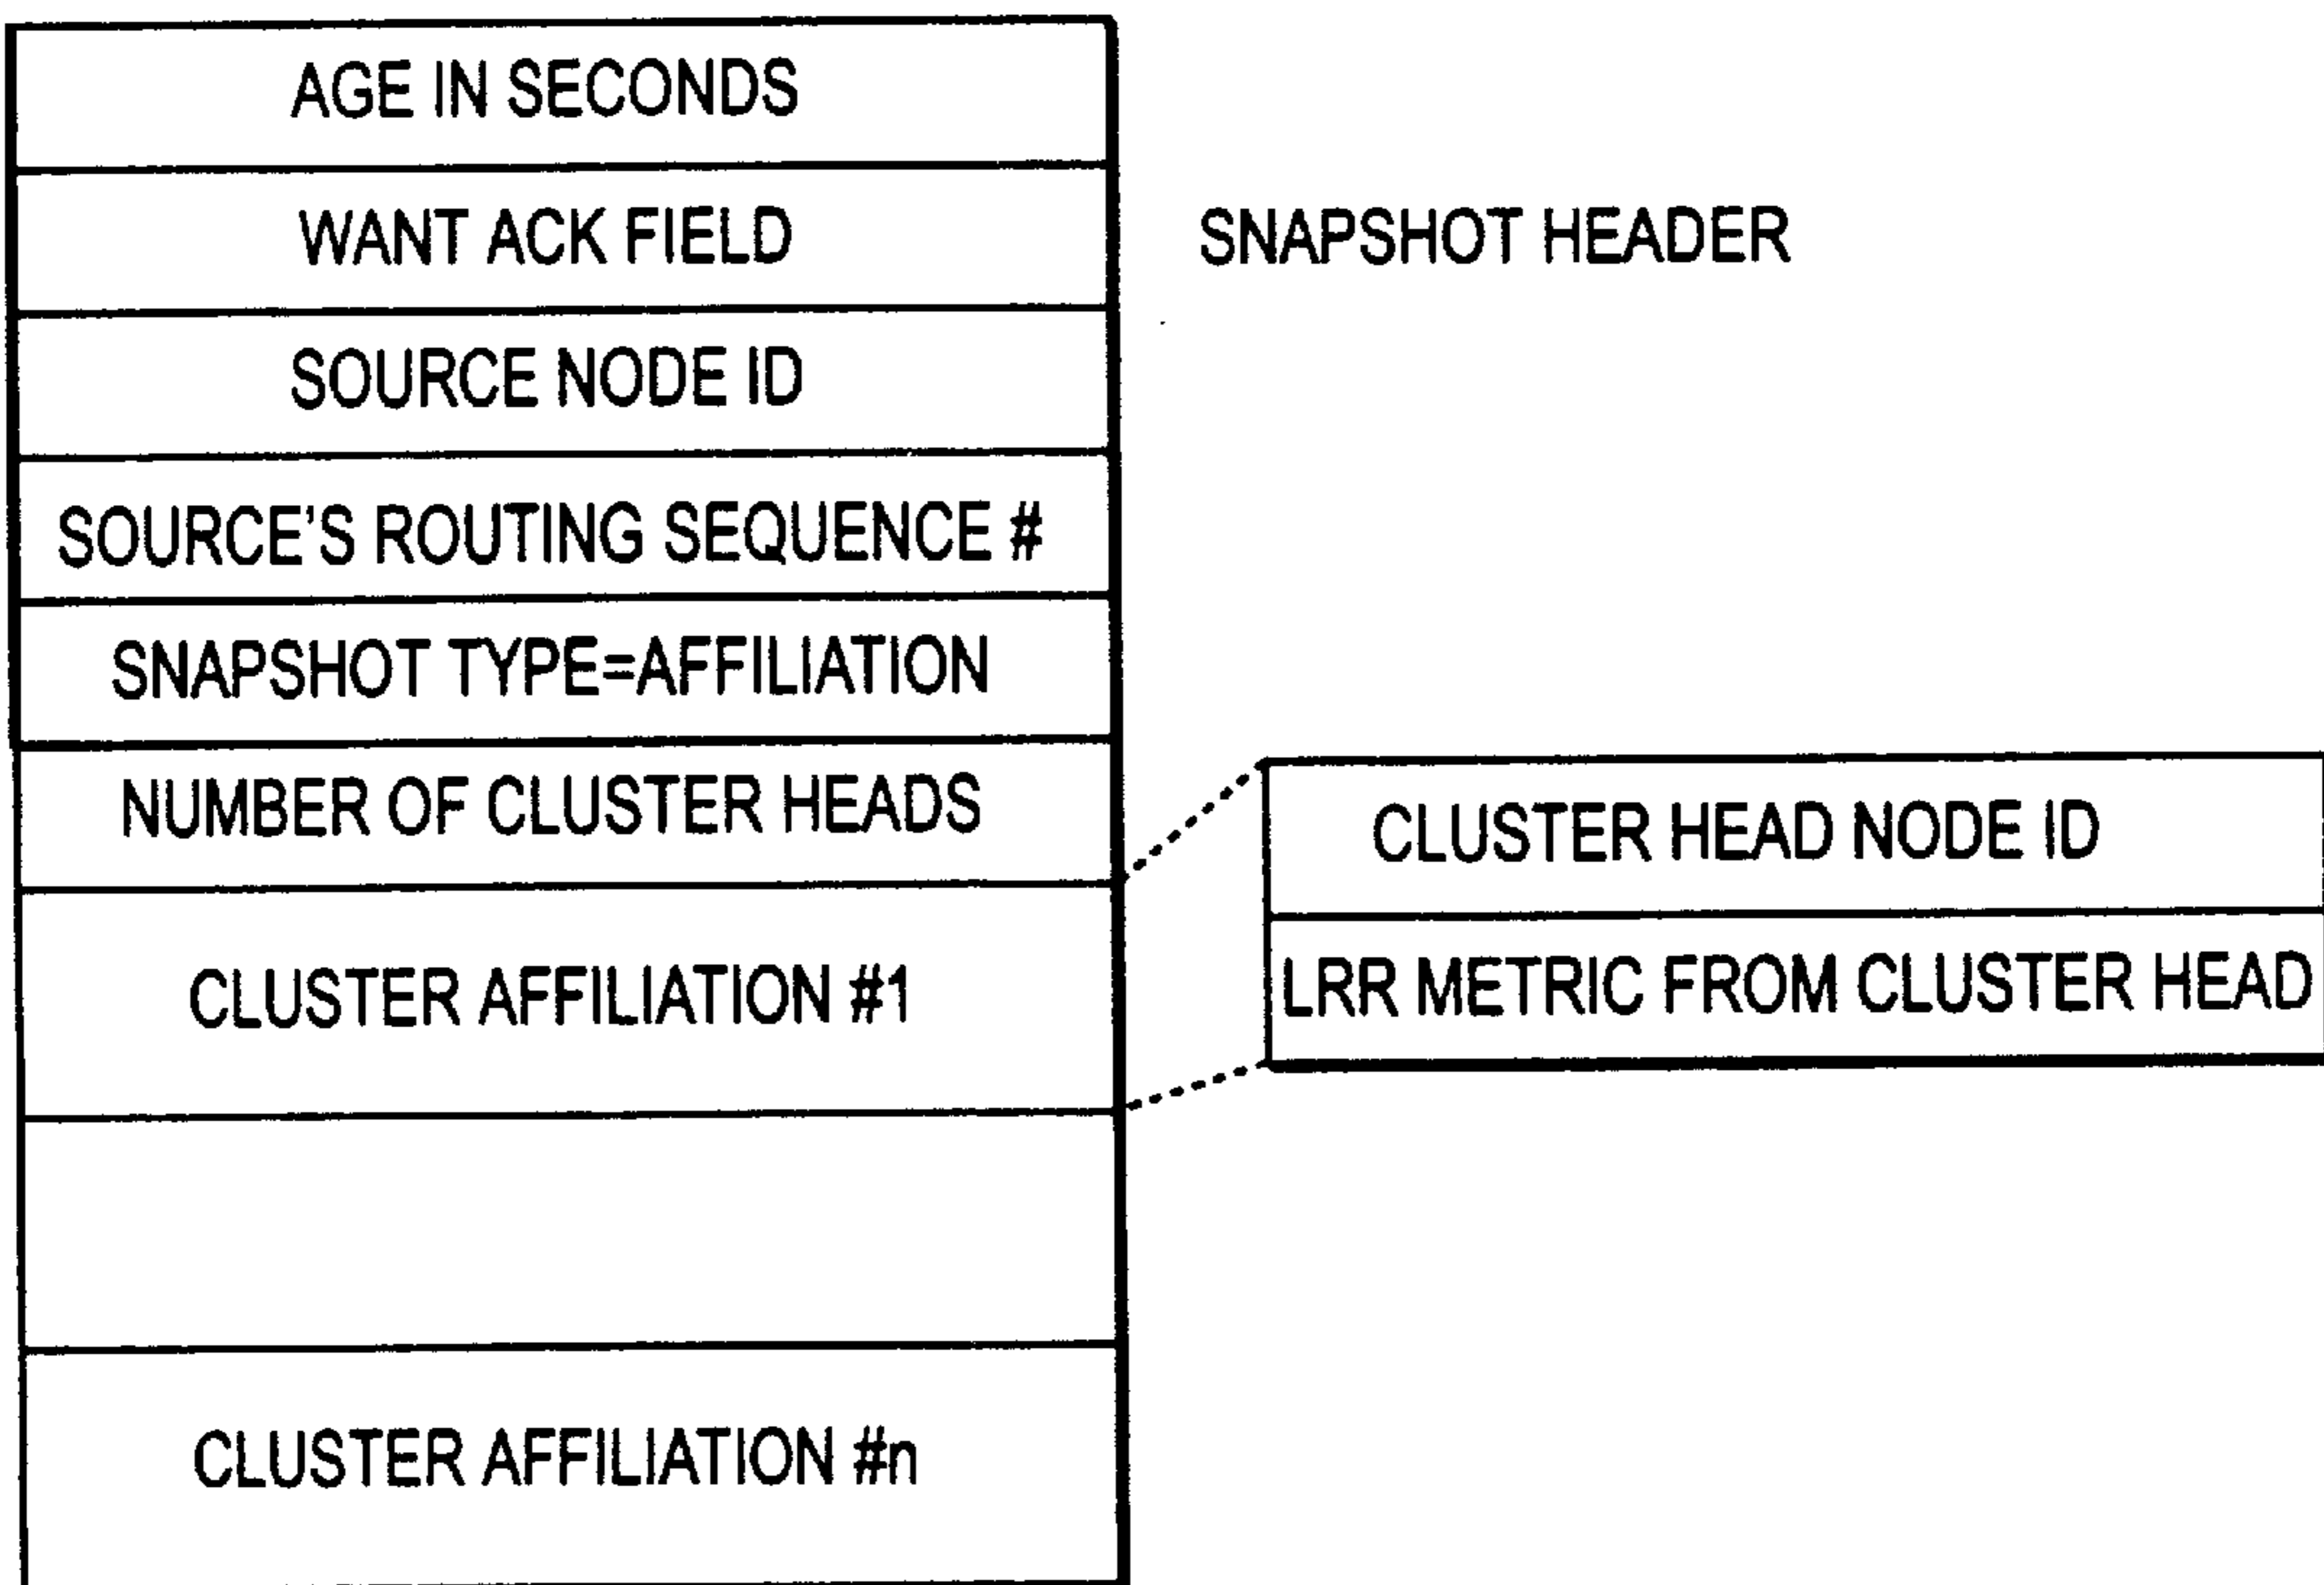 AGE IN SECONDS
WANT ACK FIELD
SNAPSHOT HEADER
SOURCE NODE ID
SOURCE'S ROUTING SEQUENCE #
SNAPSHOT TYPE=AFFILIATION
NUMBER OF CLUSTER HEADS
CLUSTER HEAD NODE ID
LRR METRIC FROM CLUSTER HEAD
CLUSTER AFFILIATION #1
CLUSTER AFFILIATION #n